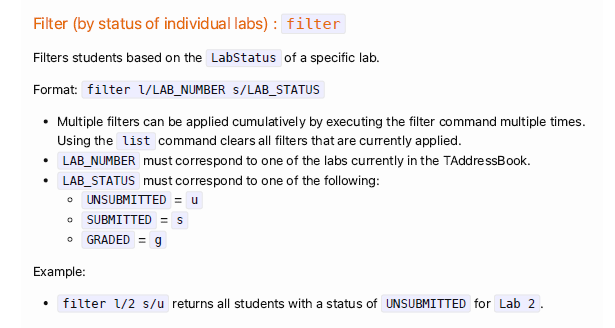 Filter (by status of individual labs) : filter
Filters students based on the LabStatus of a specific lab.
Format: filter l/LAB_NUMBER s/LAB_STATUS
• Multiple filters can be applied cumulatively by executing the filter command multiple times.
Using the list command clears all filters that are currently applied.
• LAB_NUMBER must correspond to one of the labs currently in the TAddressBook.
• LAB_STATUS must correspond to one of the following:
◦ UNSUBMITTED = u
◦ SUBMITTED = s
◦ GRADED = g
Example:
• filter l/2 s/u returns all students with a status of UNSUBMITTED for Lab 2.